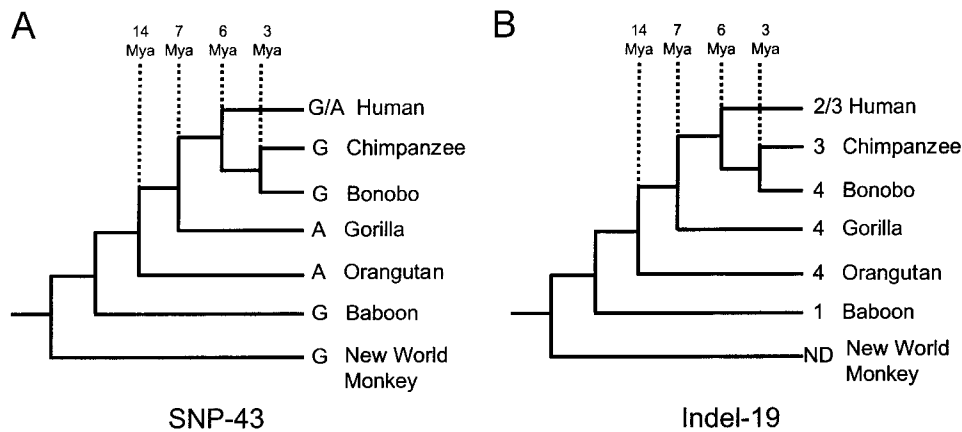 A
14 7 6 3
Mya Mya Mya Mya
G/A Human
G Chimpanzee
G Bonobo
A Gorilla
A Orangutan
G Baboon
G New World
Monkey
SNP-43
B
14 7 6 3
Mya Mya Mya Mya
2/3 Human
3 Chimpanzee
4 Bonobo
4 Gorilla
4 Orangutan
1 Baboon
ND New World
Monkey
Indel-19